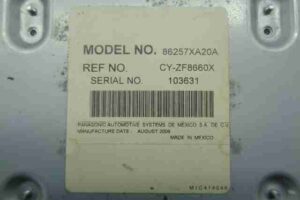 MODEL NO. 86257XA20A
REF NO. CY-ZF8660X
SERIAL NO. 103631
PANASONIC AUTOMOTIVE SYSTEMS DE MEXICO S.A. DE C.V.
MANUFACTURE DATE: AUGUST
MADE IN MEXICO